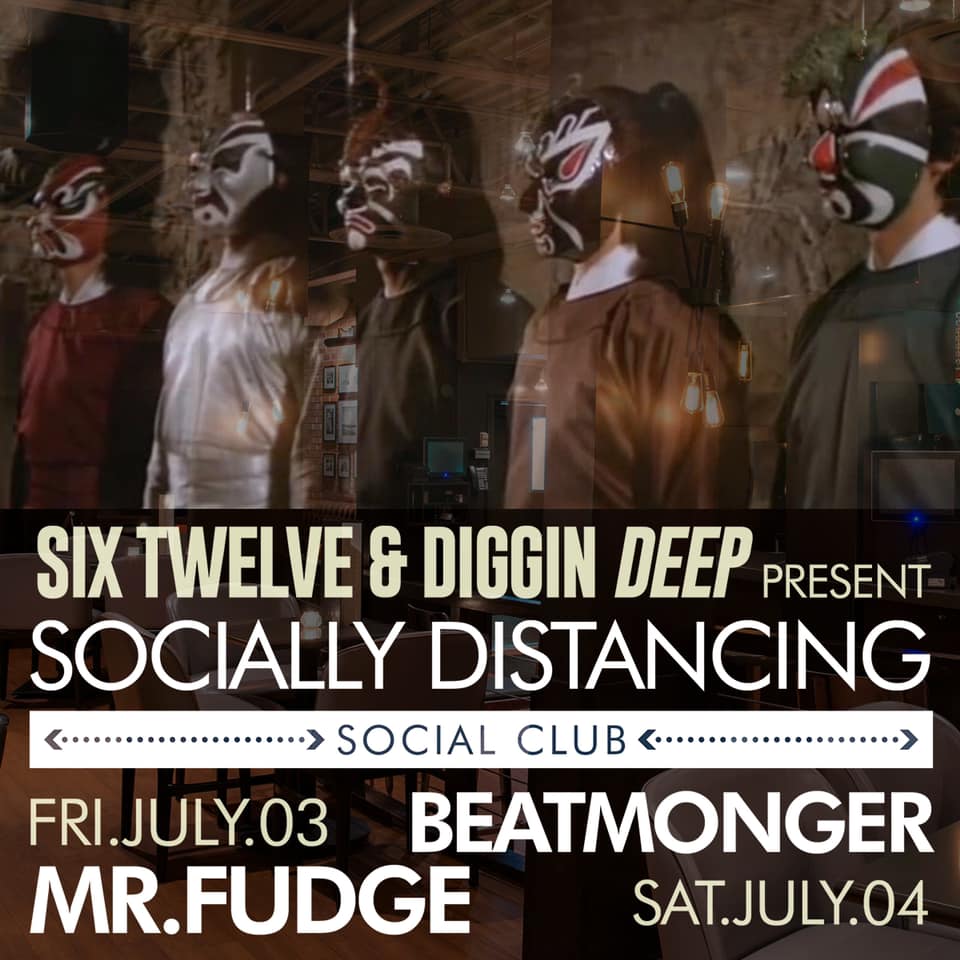 SIX TWELVE & DIGGIN DEEP PRESENT
SOCIALLY DISTANCING
SOCIAL CLUB
FRI.JULY.03 BEATMONGER
MR.FUDGE SAT.JULY.04